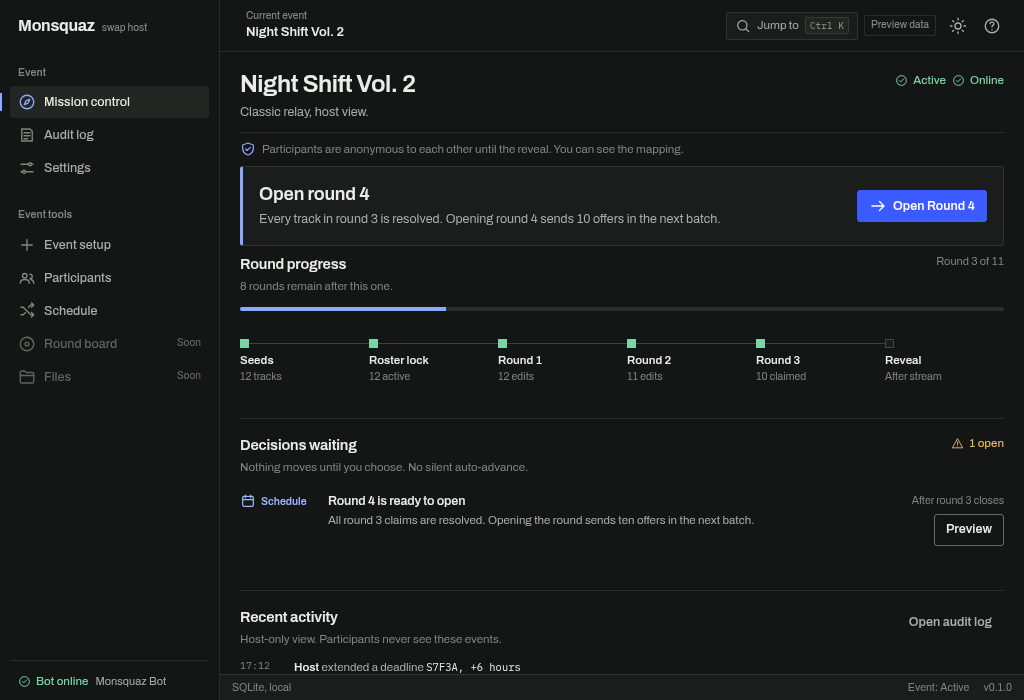 Monsquaz swap host
Event
Mission control
Audit log
Settings
Event tools
Event setup
Participants
Schedule
Round board Soon
Files Soon
Bot online Monsquaz Bot
Current event
Night Shift Vol. 2
Jump to Ctrl K
Preview data
Night Shift Vol. 2
Active Online
Classic relay, host view.
Participants are anonymous to each other until the reveal. You can see the mapping.
Open round 4
Every track in round 3 is resolved. Opening round 4 sends 10 offers in the next batch.
Open Round 4
Round progress
Round 3 of 11
8 rounds remain after this one.
Seeds
12 tracks
Roster lock
12 active
Round 1
12 edits
Round 2
11 edits
Round 3
10 claimed
Reveal
After stream
Decisions waiting
1 open
Nothing moves until you choose. No silent auto-advance.
Schedule
Round 4 is ready to open
All round 3 claims are resolved. Opening the round sends ten offers in the next batch.
After round 3 closes
Preview
Recent activity
Open audit log
Host-only view. Participants never see these events.
17:12 Host extended a deadline S7F3A, +6 hours
SQLite, local
Event: Active v0.1.0